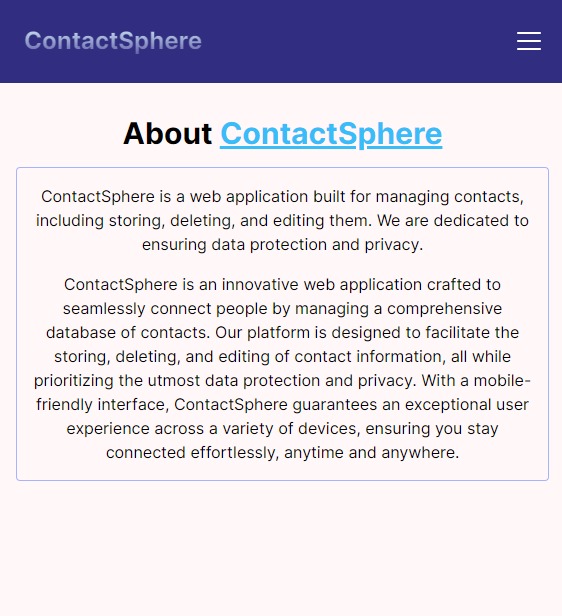 ContactSphere
About ContactSphere
ContactSphere is a web application built for managing contacts,
including storing, deleting, and editing them. We are dedicated to
ensuring data protection and privacy.
ContactSphere is an innovative web application crafted to
seamlessly connect people by managing a comprehensive
database of contacts. Our platform is designed to facilitate the
storing, deleting, and editing of contact information, all while
prioritizing the utmost data protection and privacy. With a mobile-
friendly interface, ContactSphere guarantees an exceptional user
experience across a variety of devices, ensuring you stay
connected effortlessly, anytime and anywhere.